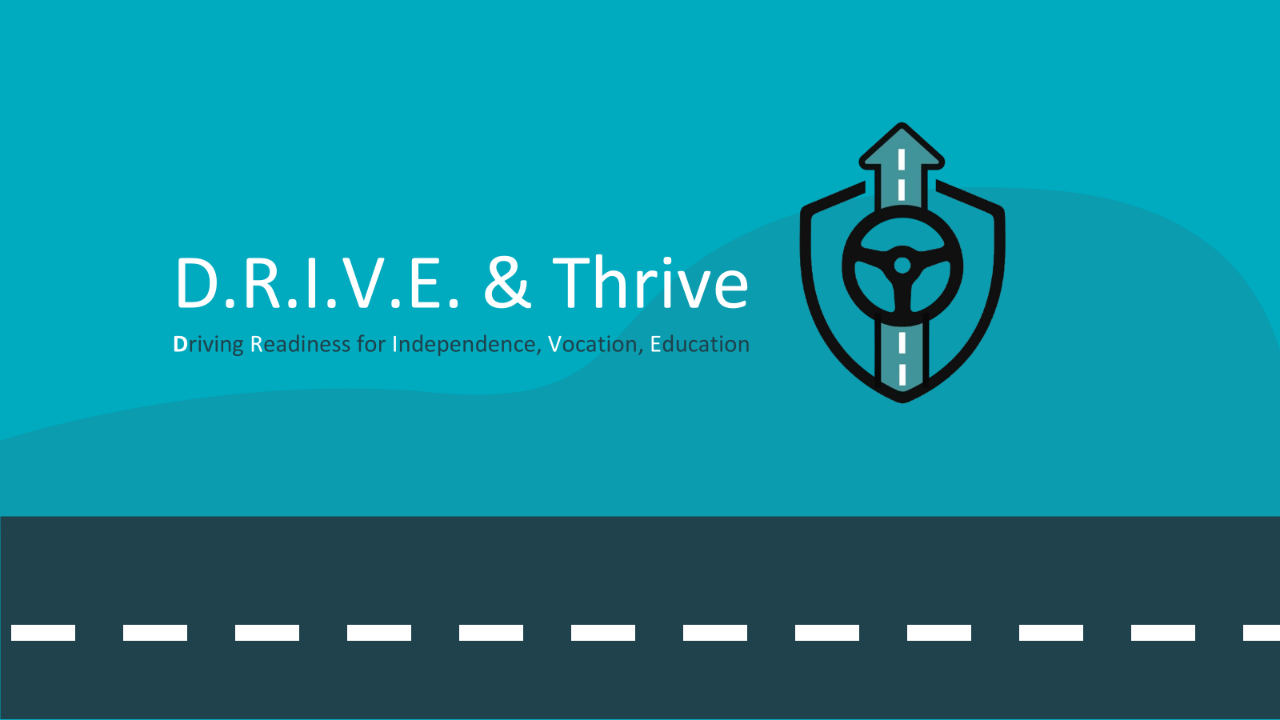 D.R.I.V.E. & Thrive
Driving Readiness for Independence, Vocation, Education